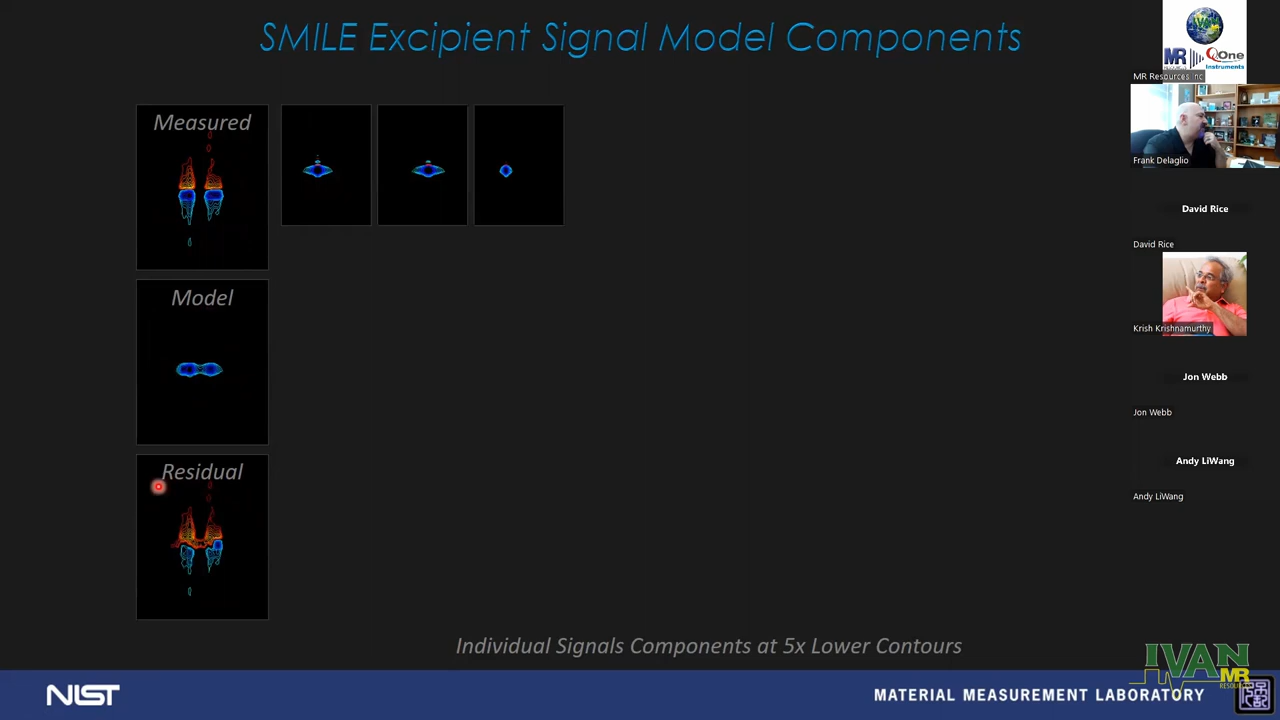 SMILE Excipient Signal Model Components
Measured
Model
Residual
Individual Signals Components at 5x Lower Contours
NIST
MATERIAL MEASUREMENT LABORATORY
MR
QOne
Instruments
MR Resources Inc
Frank Delaglio
David Rice
David Rice
Krish Krishnamurthy
Jon Webb
Jon Webb
Andy LiWang
Andy LiWang
IVAN
MR
RESOURCES